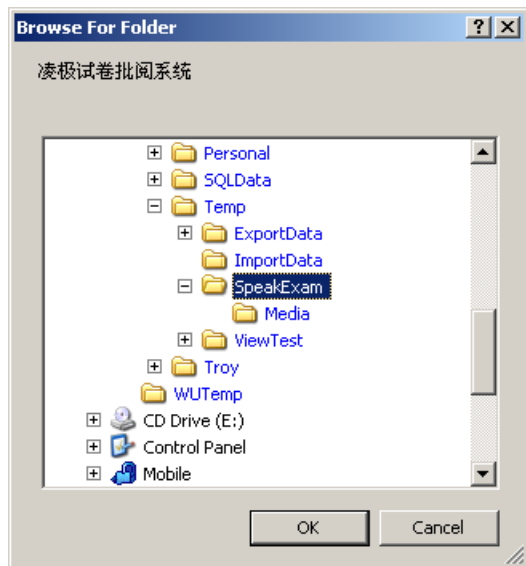 Browse For Folder
凌极试卷批阅系统
Personal
SQLData
Temp
ExportData
ImportData
SpeakExam
Media
ViewTest
Troy
WUTemp
CD Drive (E:)
Control Panel
Mobile
OK Cancel